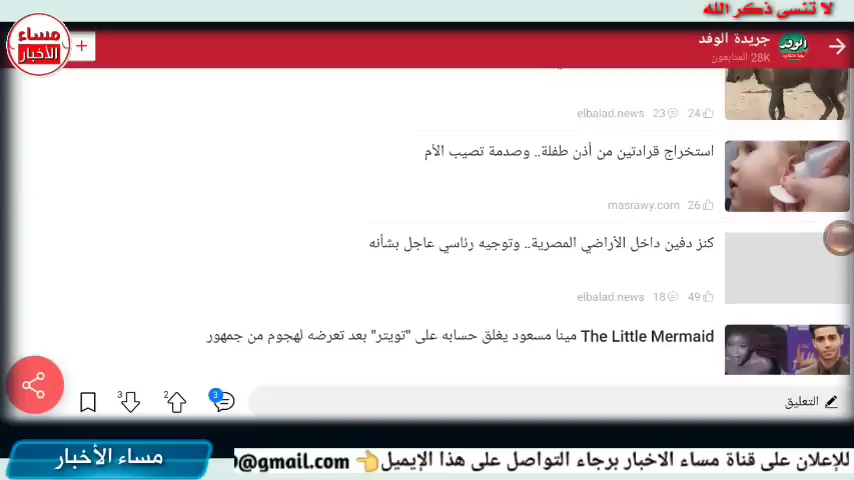 لا تنسى ذكر الله
مساء
الأخبار
+
جريدة الوفد
الوفد
28K المتابعون
elbalad.news 23 24
استخراج قرادتين من أذن طفلة.. وصدمة تصيب الأم
masrawy.com 26
كنز دفين داخل الأراضي المصرية.. وتوجيه رئاسي عاجل بشأنه
elbalad.news 18 49
The Little Mermaid مينا مسعود يغلق حسابه على "تويتر" بعد تعرضه لهجوم من جمهور
3 2 3 التعليق
مساء الأخبار
للإعلان على قناة مساء الاخبار برجاء التواصل على هذا الإيميل @gmail.com